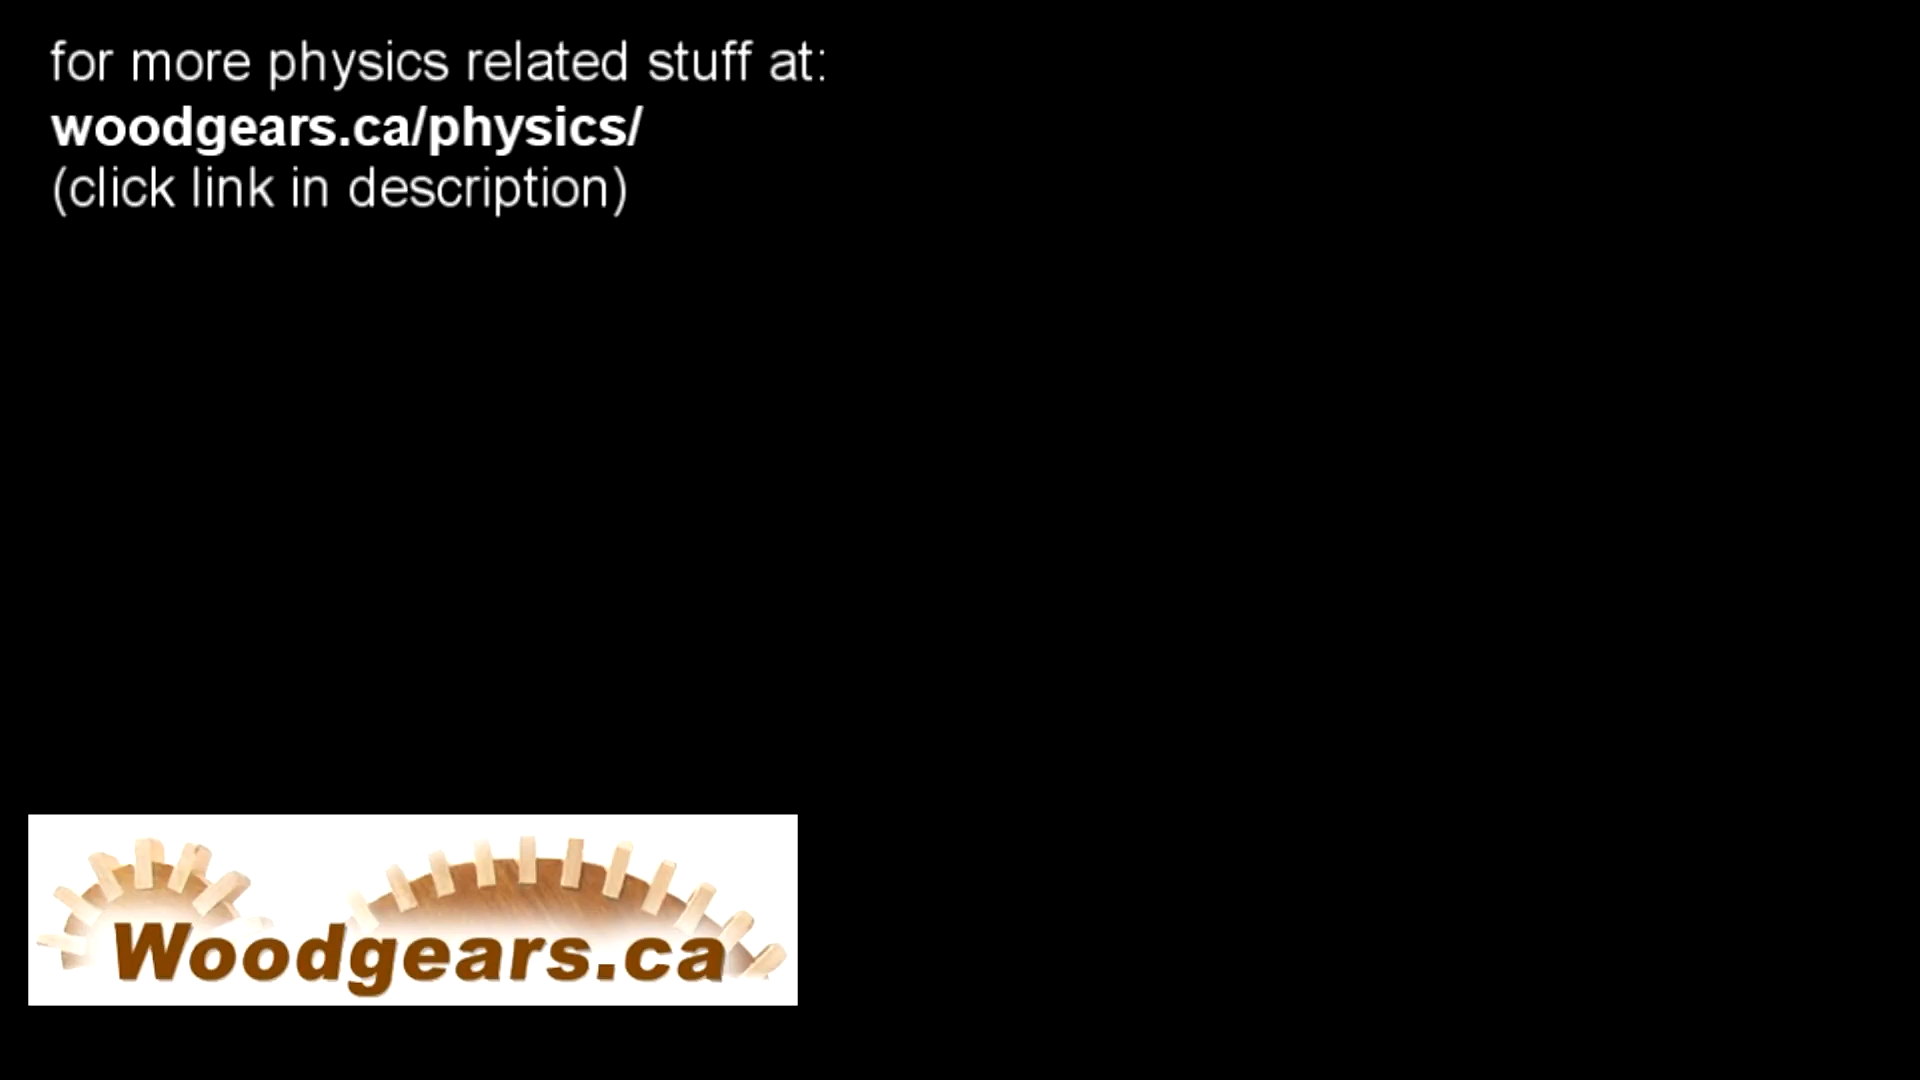 for more physics related stuff at:
woodgears.ca/physics/
(click link in description)
Woodgears.ca